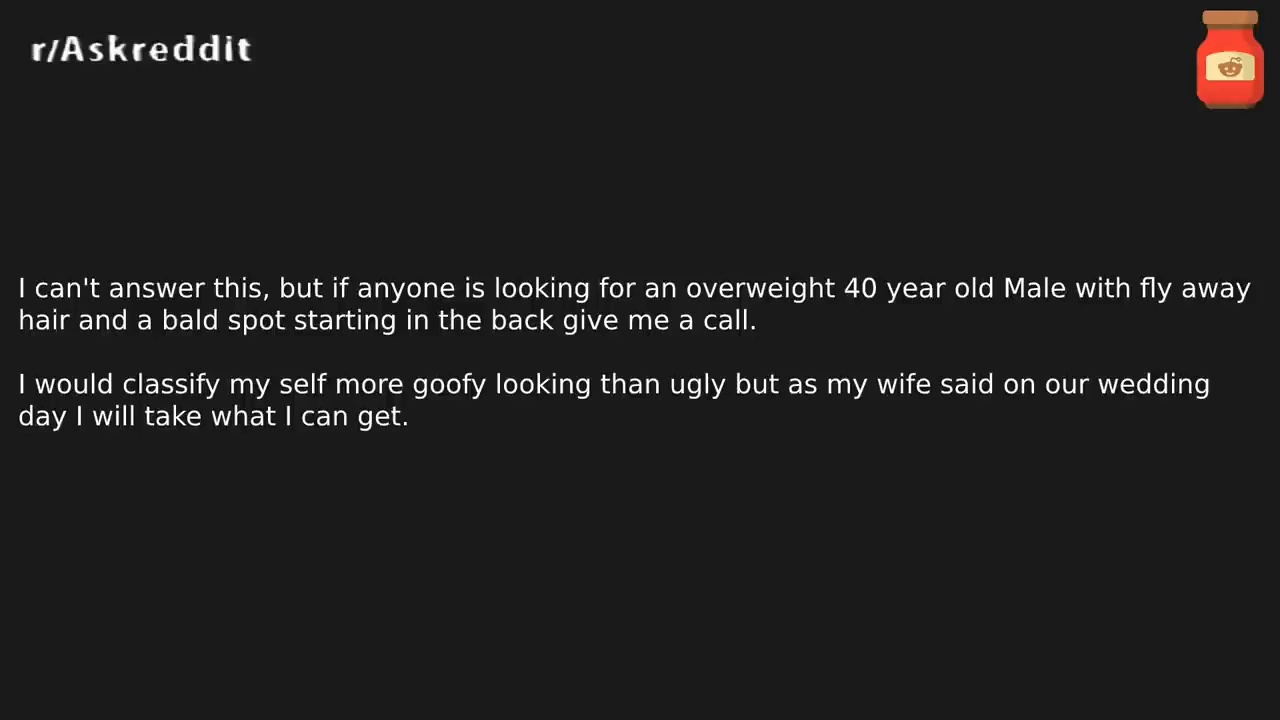 r/Askreddit
I can't answer this, but if anyone is looking for an overweight 40 year old Male with fly away
hair and a bald spot starting in the back give me a call.
I would classify my self more goofy looking than ugly but as my wife said on our wedding
day I will take what I can get.